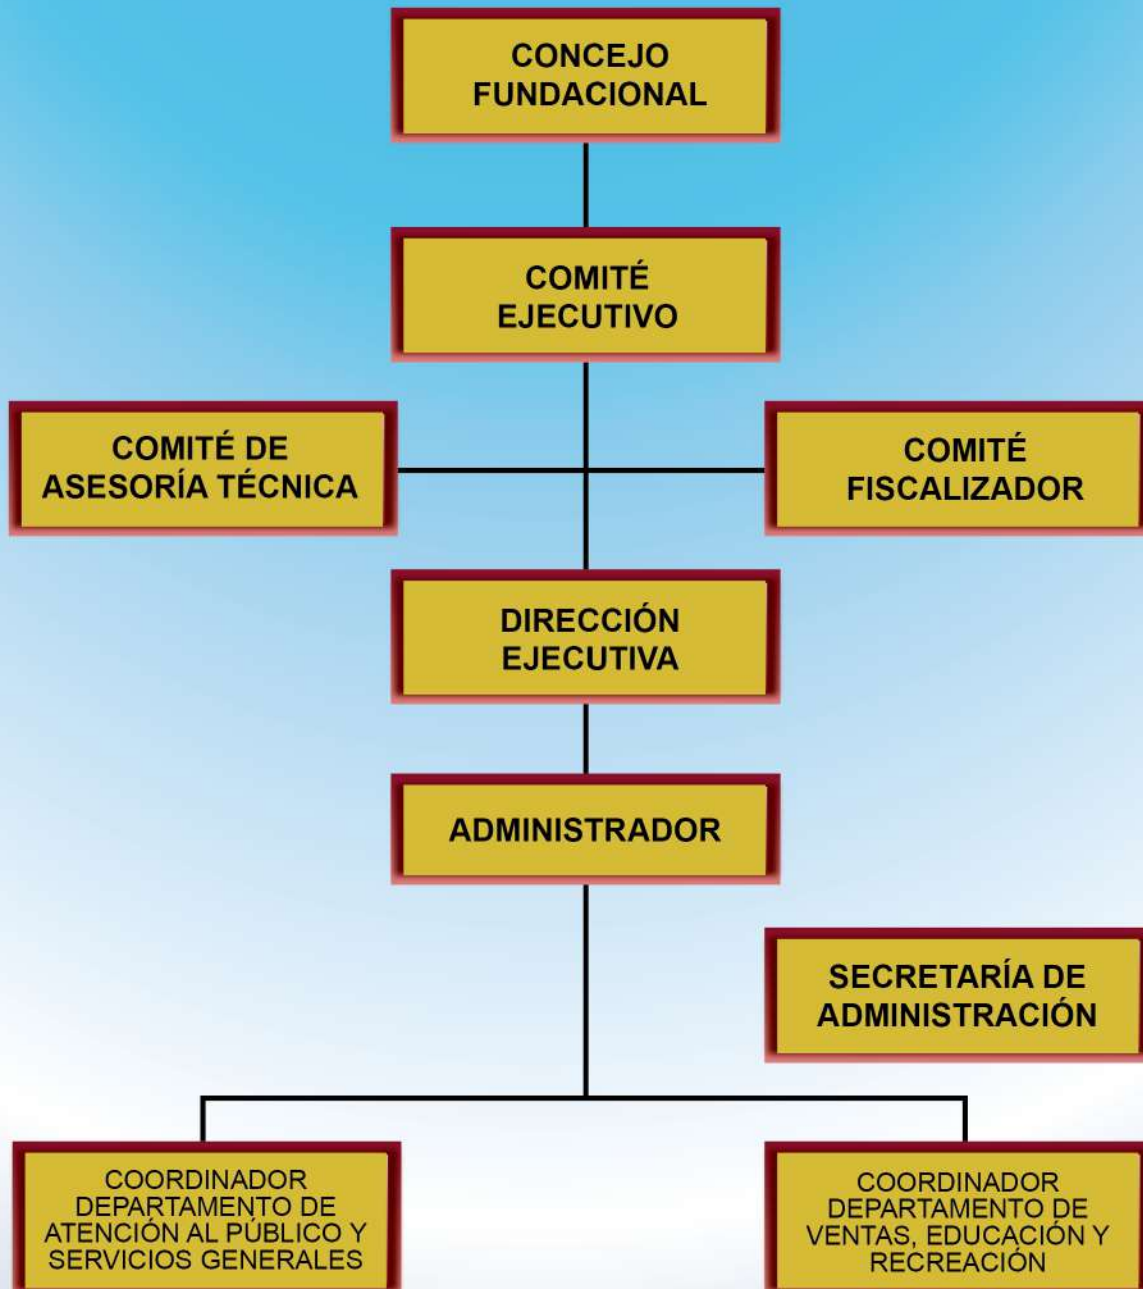 CONCEJO
FUNDACIONAL
COMITÉ
EJECUTIVO
COMITÉ DE
ASESORÍA TÉCNICA
COMITÉ
FISCALIZADOR
DIRECCIÓN
EJECUTIVA
ADMINISTRADOR
SECRETARÍA DE
ADMINISTRACIÓN
COORDINADOR
DEPARTAMENTO DE
ATENCIÓN AL PÚBLICO Y
SERVICIOS GENERALES
COORDINADOR
DEPARTAMENTO DE
VENTAS, EDUCACIÓN Y
RECREACIÓN